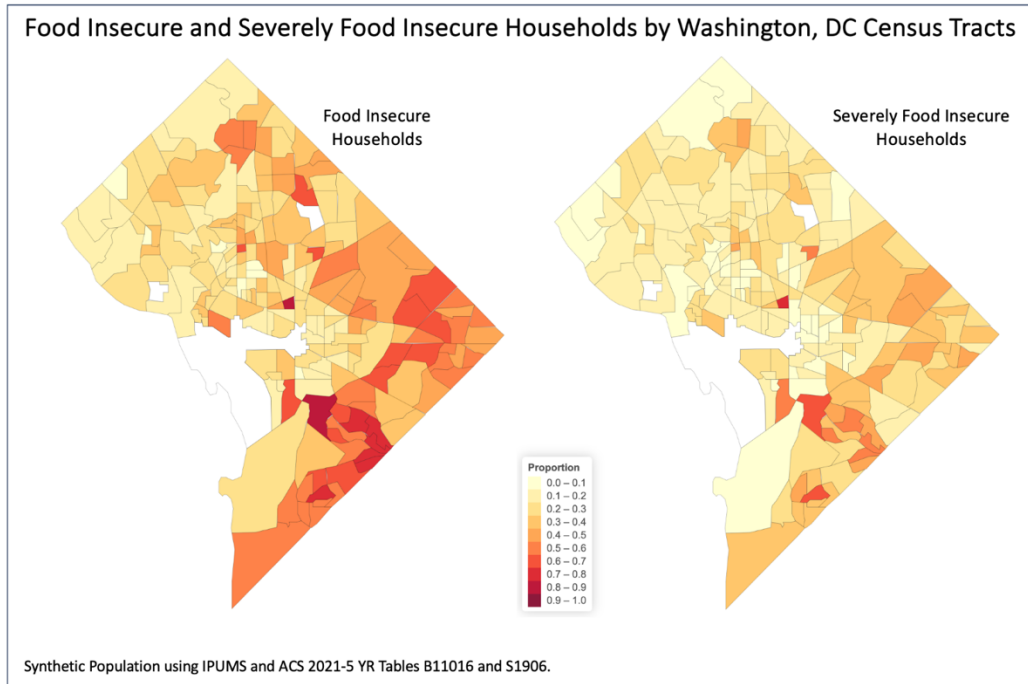 Food Insecure and Severely Food Insecure Households by Washington, DC Census Tracts
Food Insecure
Households
Severely Food Insecure
Households
Proportion
0.0 – 0.1
0.1 – 0.2
0.2 – 0.3
0.3 – 0.4
0.4 – 0.5
0.5 – 0.6
0.6 – 0.7
0.7 – 0.8
0.8 – 0.9
0.9 – 1.0
Synthetic Population using IPUMS and ACS 2021-5 YR Tables B11016 and S1906.